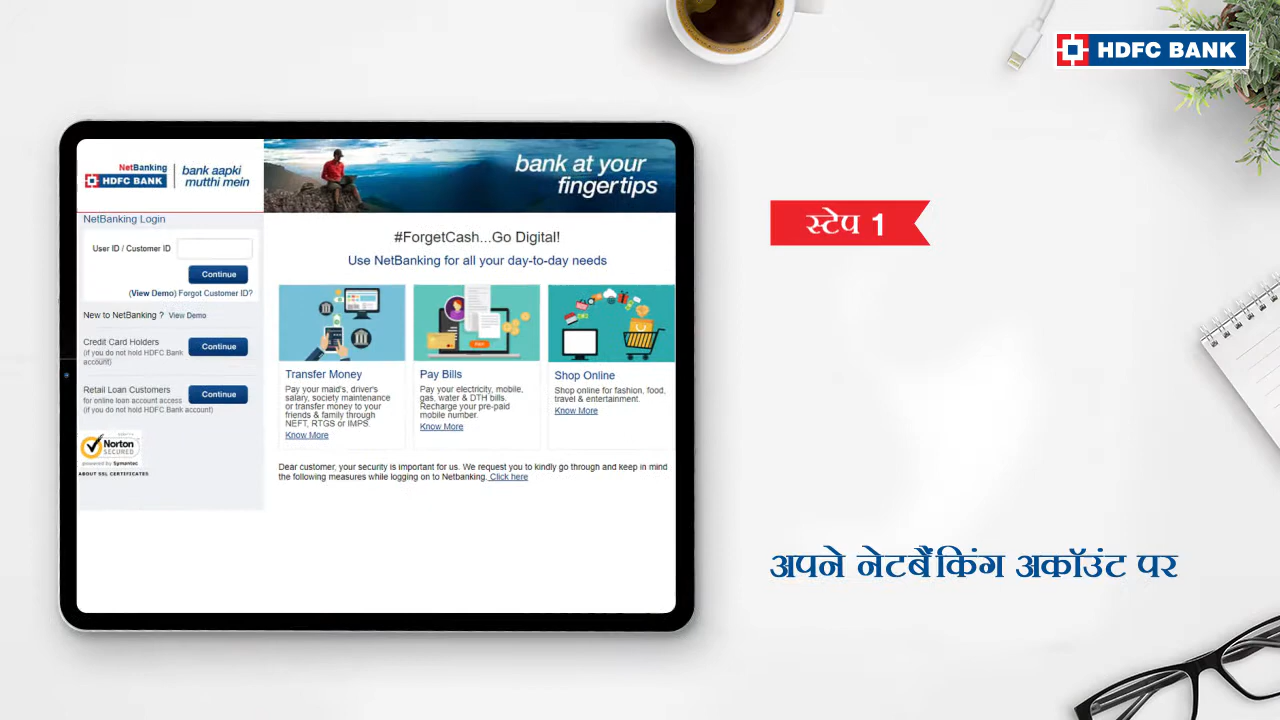 HDFC BANK
NetBanking
HDFC BANK
bank aapki
mutthi mein
bank at your
fingertips
NetBanking Login
User ID / Customer ID
Continue
(View Demo) Forgot Customer ID?
New to NetBanking ? View Demo
Credit Card Holders
(if you do not hold HDFC Bank
account)
Continue
Retail Loan Customers
for online loan account access
(if you do not hold HDFC Bank account)
Continue
Norton
SECURED
powered by Symantec
ABOUT SSL CERTIFICATES
#ForgetCash...Go Digital!
Use NetBanking for all your day-to-day needs
Transfer Money
Pay your maid's, driver's
salary, society maintenance
or transfer money to your
friends & family through
NEFT, RTGS or IMPS.
Know More
Pay Bills
Pay your electricity, mobile,
gas, water & DTH bills.
Recharge your pre-paid
mobile number.
Know More
Shop Online
Shop online for fashion, food,
travel & entertainment.
Know More
Dear customer, your security is important for us. We request you to kindly go through and keep in mind
the following measures while logging on to Netbanking. Click here
स्टेप 1
अपने नेटबैंकिंग अकॉउंट पर